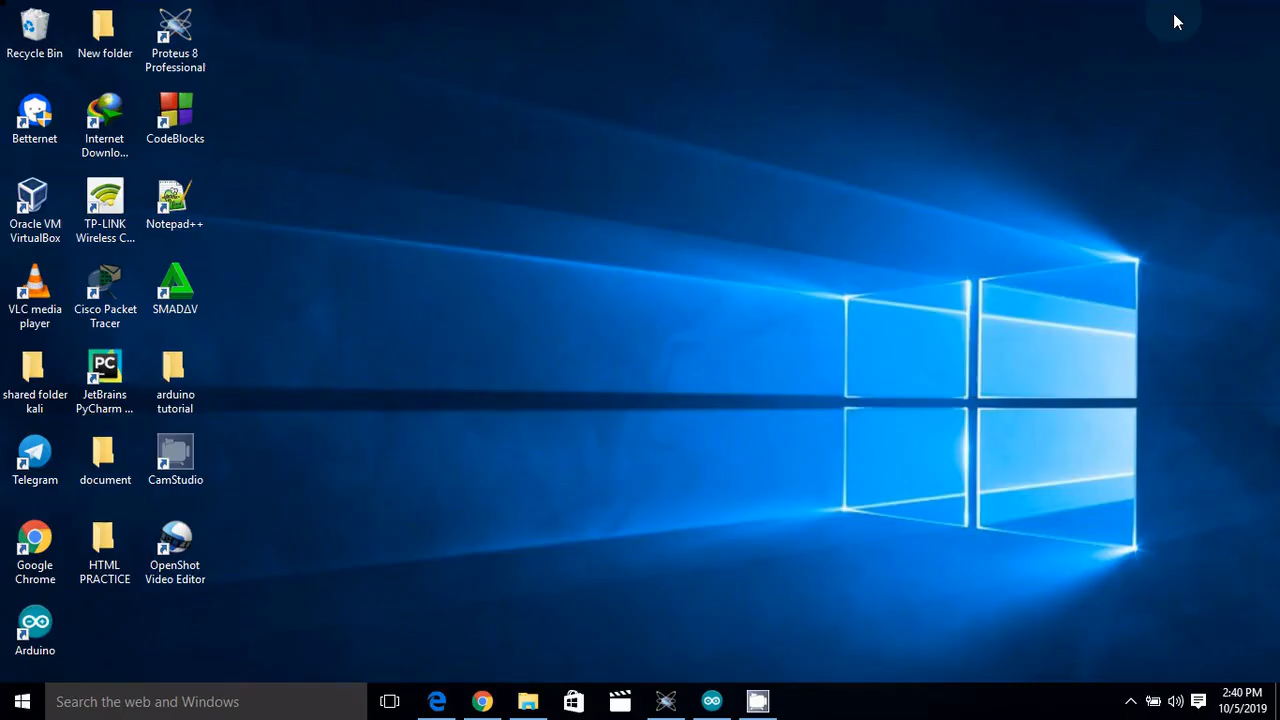 Recycle Bin
New folder
Proteus 8
Professional
Betternet
Internet
Downlo...
CodeBlocks
Oracle VM
VirtualBox
TP-LINK
Wireless C...
Notepad++
VLC media
player
Cisco Packet
Tracer
SMADΔV
shared folder
kali
PC
JetBrains
PyCharm ...
arduino
tutorial
Telegram
document
CamStudio
Google
Chrome
HTML
PRACTICE
OpenShot
Video Editor
Arduino
Search the web and Windows
2:40 PM
10/5/2019